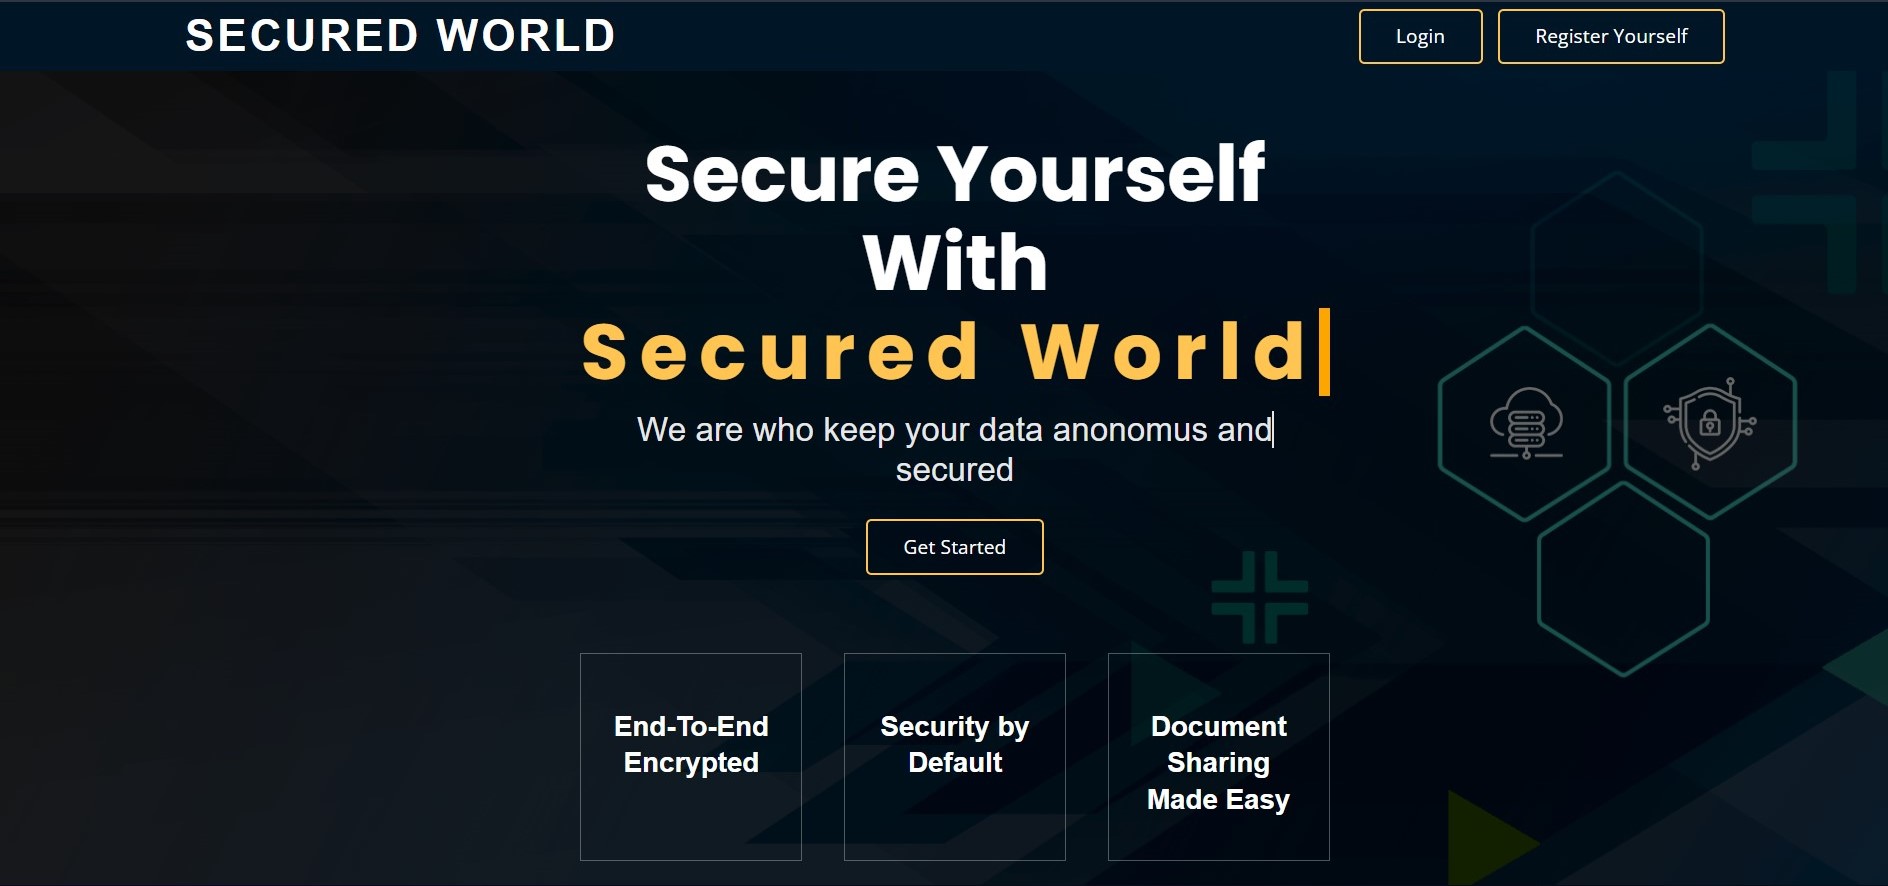 SECURED WORLD
Login
Register Yourself
Secure Yourself
With
Secured World
We are who keep your data anonomus and
secured
Get Started
End-To-End
Encrypted
Security by
Default
Document
Sharing
Made Easy